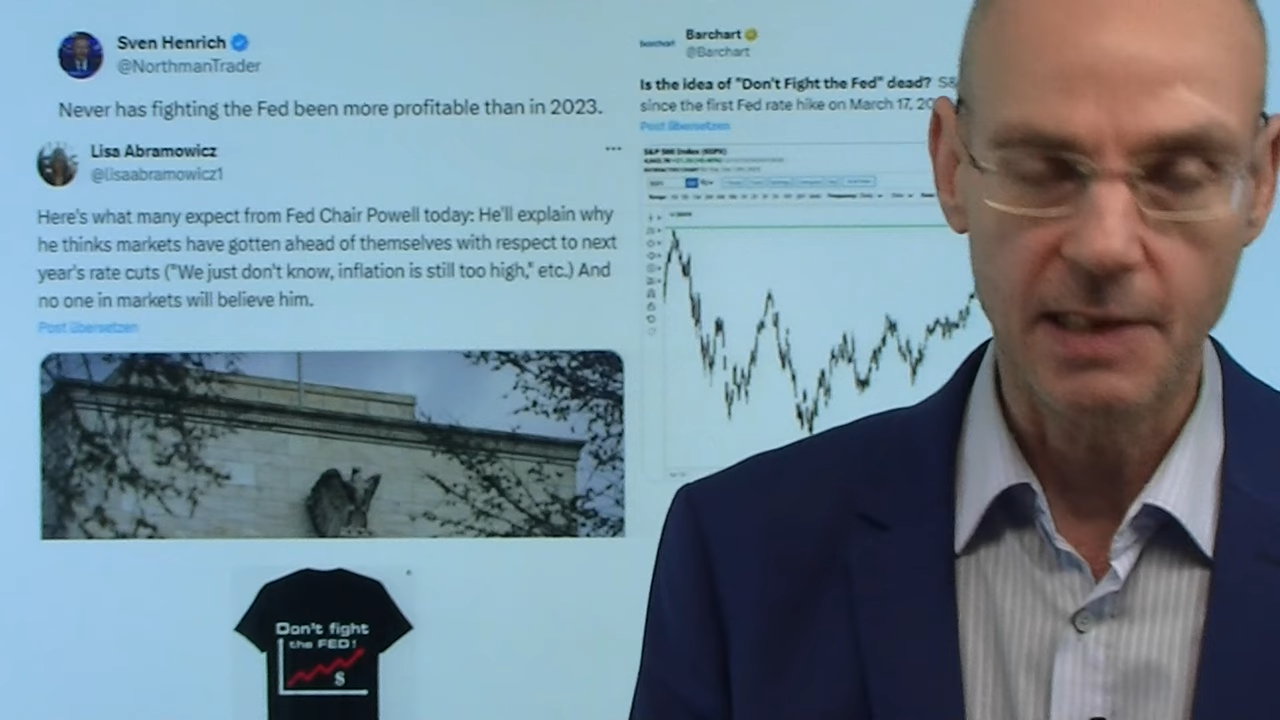 Sven Henrich
@NorthmanTrader
Never has fighting the Fed been more profitable than in 2023.
Lisa Abramowicz
@lisaabramowicz1
Here's what many expect from Fed Chair Powell today: He'll explain why
he thinks markets have gotten ahead of themselves with respect to next
year's rate cuts ("We just don't know, inflation is still too high," etc.) And
no one in markets will believe him.
Post übersetzen
Don't fight
the FED!
$
Barchart
Barchart
@Barchart
Is the idea of "Don't Fight the Fed" dead? S&
since the first Fed rate hike on March 17, 20
Post übersetzen
S&P 500 Index ($SPX)